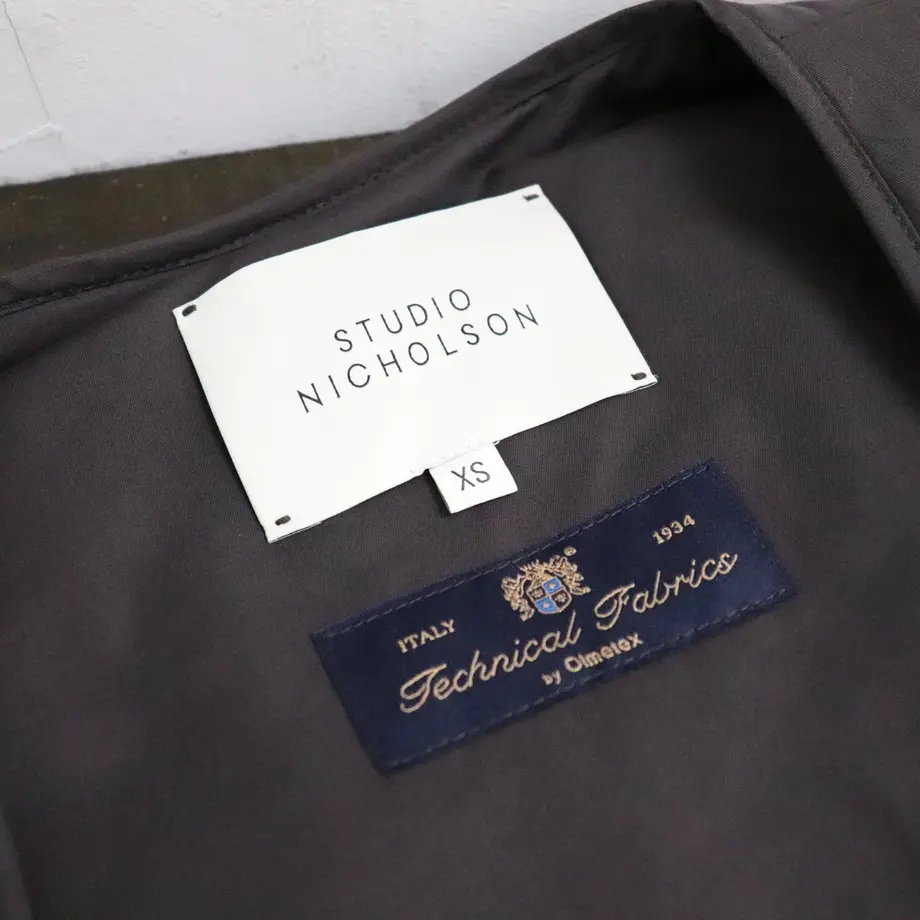 STUDIO
NICHOLSON
XS
ITALY
1934
Technical Fabrics
by Olmetex